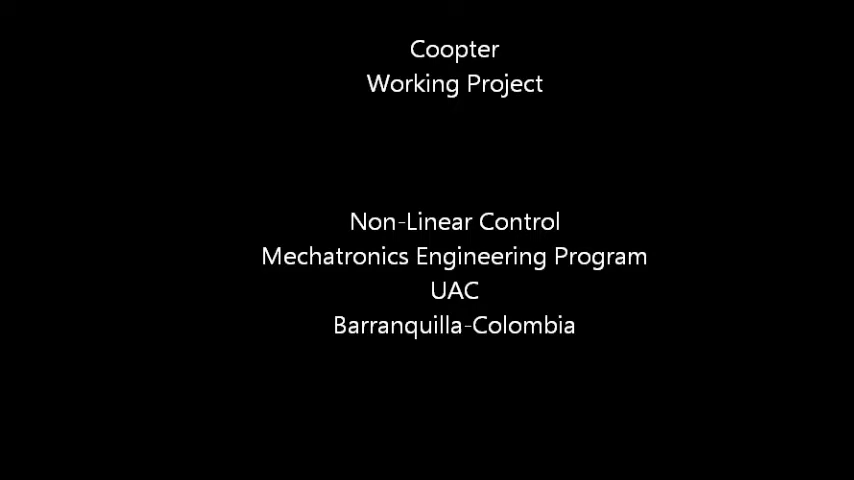 Coopter
Working Project
Non-Linear Control
Mechatronics Engineering Program
UAC
Barranquilla-Colombia